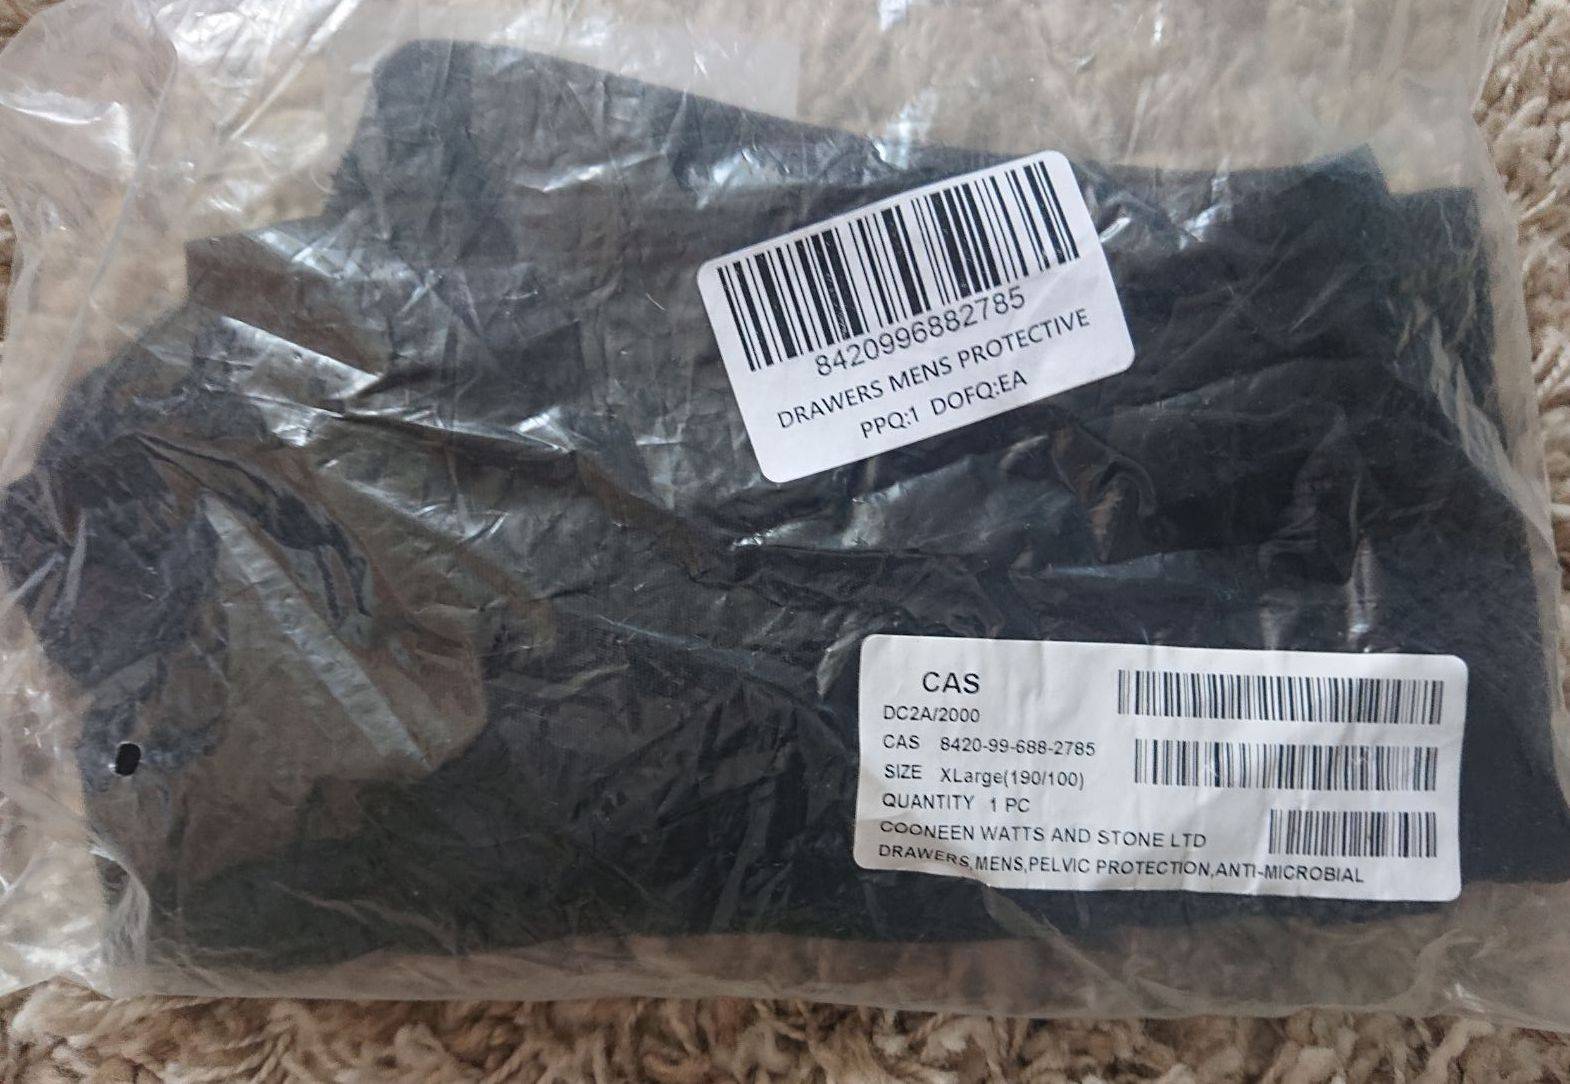 8420996882785
DRAWERS MENS PROTECTIVE
PPQ:1 DOFQ:EA
CAS
DC2A/2000
CAS 8420-99-688-2785
SIZE XLarge(190/100)
QUANTITY 1 PC
COONEEN WATTS AND STONE LTD
DRAWERS,MENS,PELVIC PROTECTION,ANTI-MICROBIAL